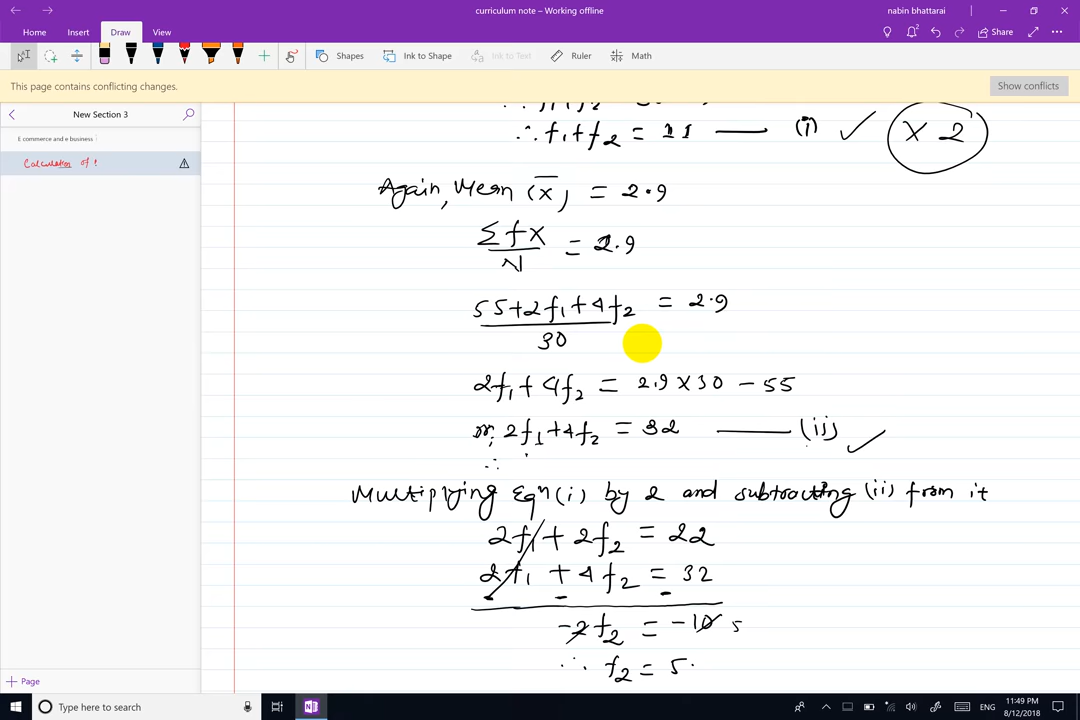 curriculum note – Working offline
nabin bhattarai
Home Insert Draw View
Share
Shapes Ink to Shape Ink to Text Ruler Math
This page contains conflicting changes.
Show conflicts
New Section 3
E commerce and e business
Calculation of
∴ f1+f2 = 11 —— (i) ✓ × 2
Again, Mean (x̄) = 2.9
Σfx/N = 2.9
(55+2f1+4f2)/30 = 2.9
2f1+4f2 = 2.9×30 - 55
or, 2f1+4f2 = 32 —— (ii) ✓
∴
Multiplying Eqn (i) by 2 and subtracting (ii) from it
2f1 + 2f2 = 22
2f1 + 4f2 = 32
- - -
-2f2 = -10 5
∴ f2 = 5.
+ Page
Type here to search
ENG
11:49 PM
8/12/2018